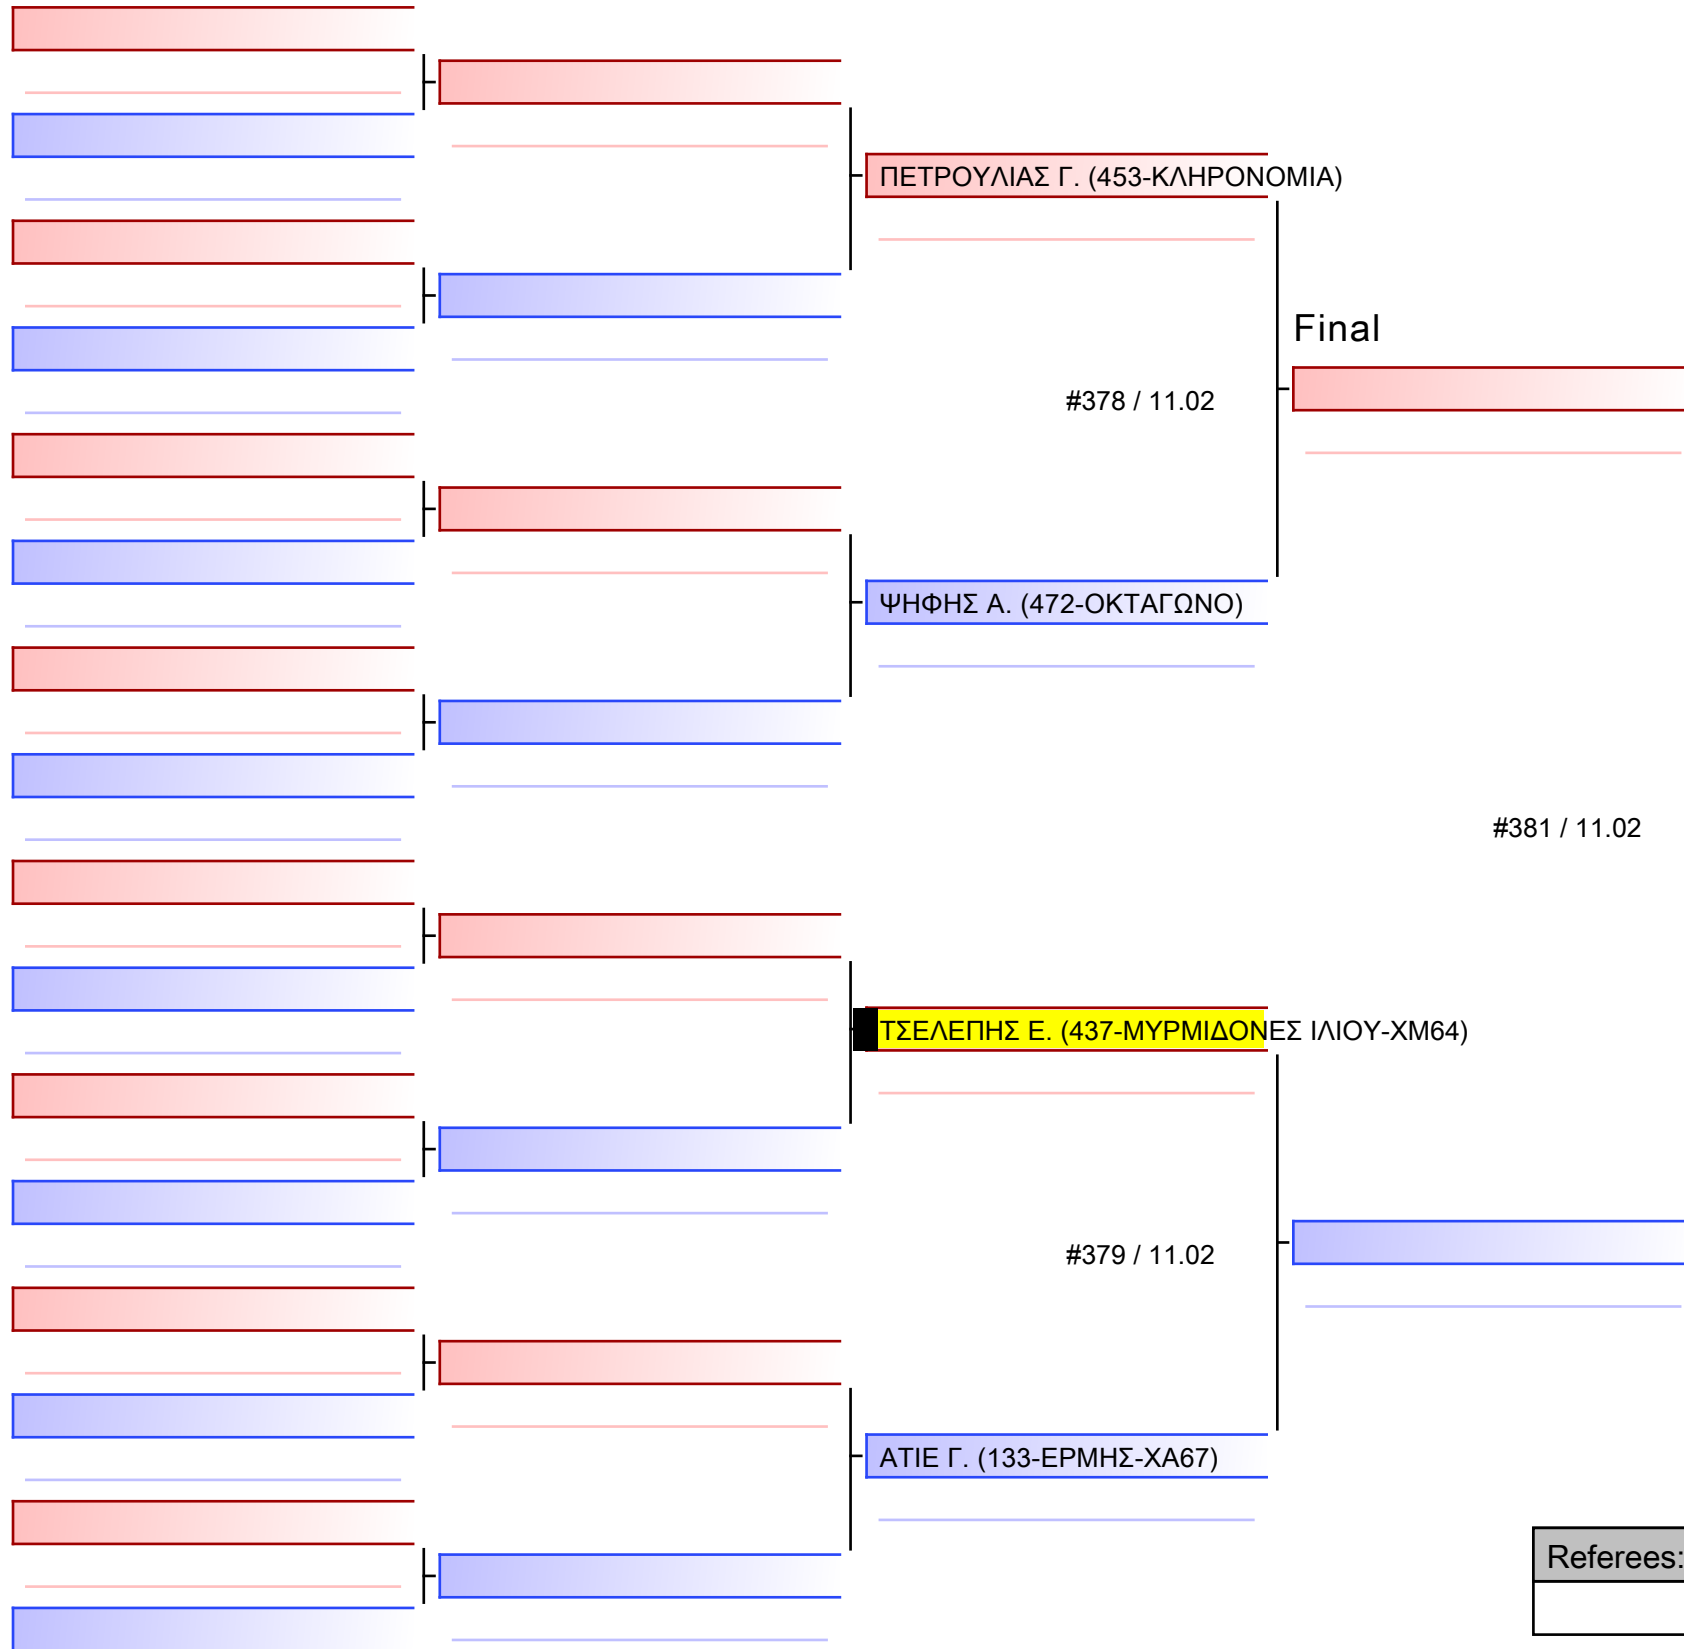 ΠΕΤΡΟΥΛΙΑΣ Γ. (453-ΚΛΗΡΟΝΟΜΙΑ)
Final
#378 / 11.02
ΨΗΦΗΣ Α. (472-ΟΚΤΑΓΩΝΟ)
#381 / 11.02
ΤΣΕΛΕΠΗΣ Ε. (437-ΜΥΡΜΙΔΟΝΕΣ ΙΛΙΟΥ-ΧΜ64)
#379 / 11.02
ΑΤΙΕ Γ. (133-ΕΡΜΗΣ-ΧΑ67)
Referees: